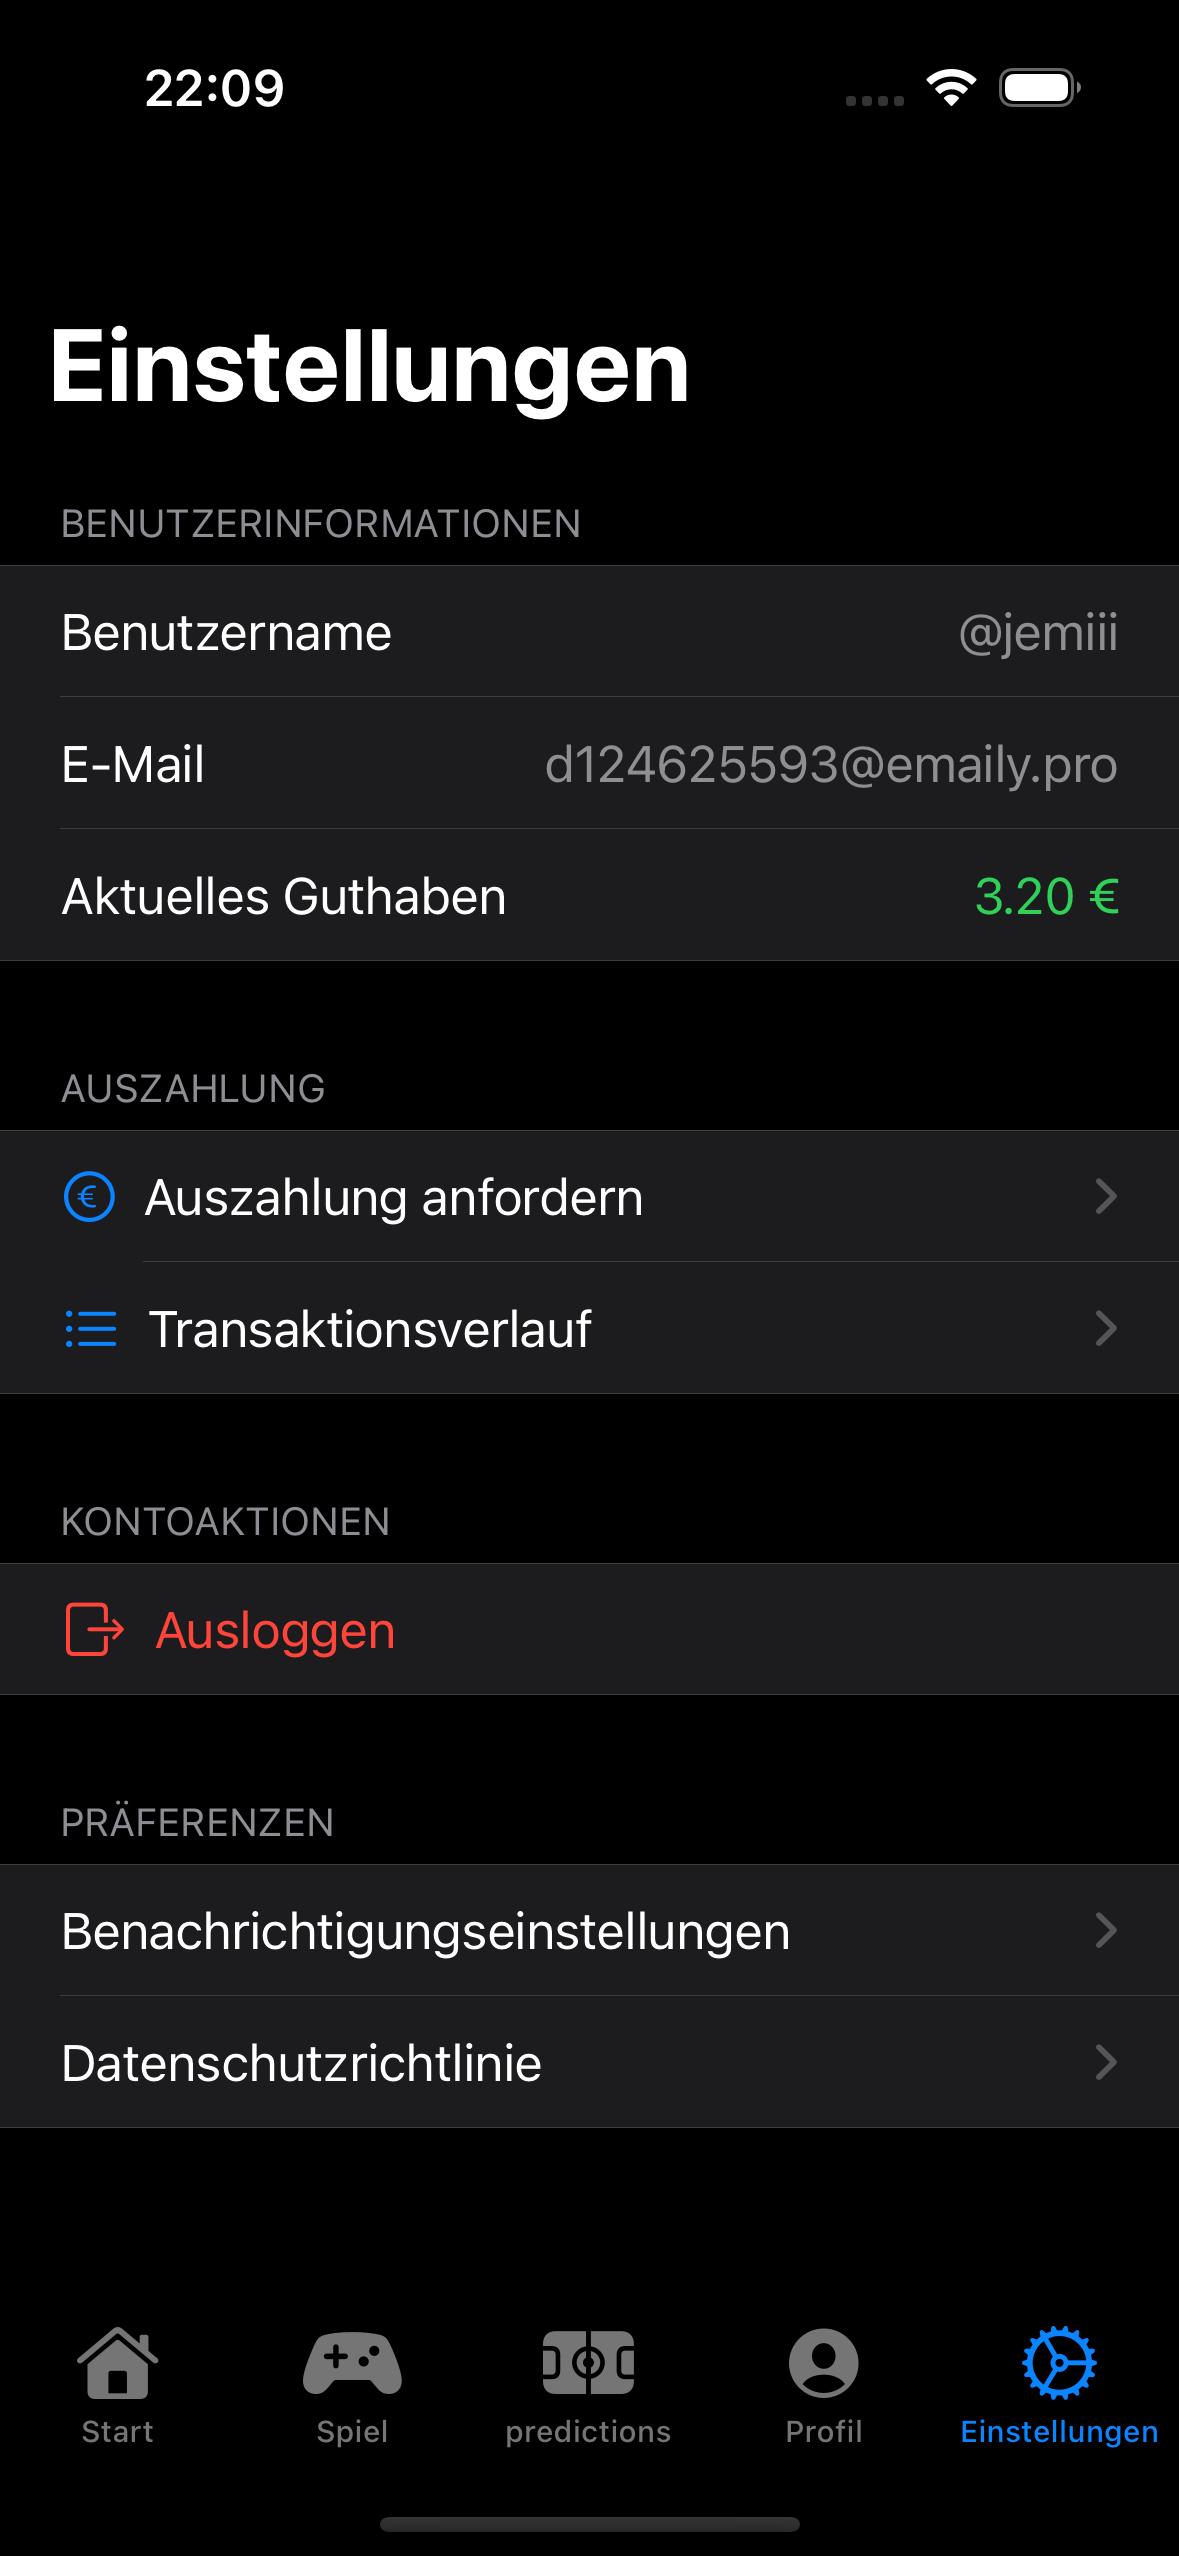 22:09
Einstellungen
BENUTZERINFORMATIONEN
Benutzername @jemiii
E-Mail d124625593@emaily.pro
Aktuelles Guthaben 3.20 €
AUSZAHLUNG
€ Auszahlung anfordern
Transaktionsverlauf
KONTOAKTIONEN
Ausloggen
PRÄFERENZEN
Benachrichtigungseinstellungen
Datenschutzrichtlinie
Start Spiel predictions Profil Einstellungen